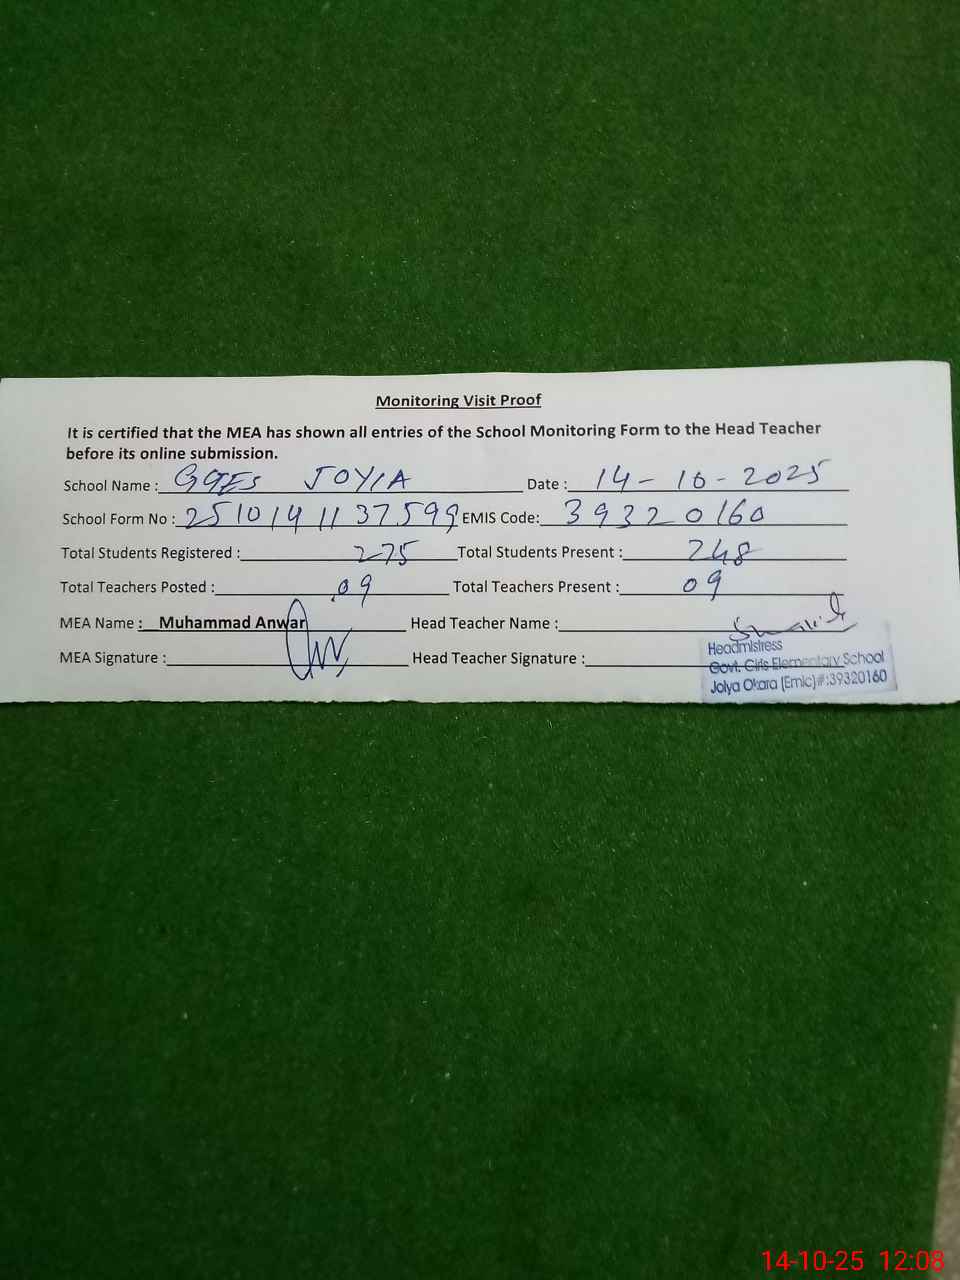 Monitoring Visit Proof
It is certified that the MEA has shown all entries of the School Monitoring Form to the Head Teacher
before its online submission.
School Name : GGES JOYIA Date : 14-10-2025
School Form No : 25101411137599 EMIS Code: 39320160
Total Students Registered : 275 Total Students Present : 248
Total Teachers Posted : 09 Total Teachers Present : 09
MEA Name : Muhammad Anwar Head Teacher Name :
MEA Signature : Head Teacher Signature :
Headmistress
Govt. Girls Elementary School
Joiya Okara (Emic)#:39320160
14-10-25 12:08